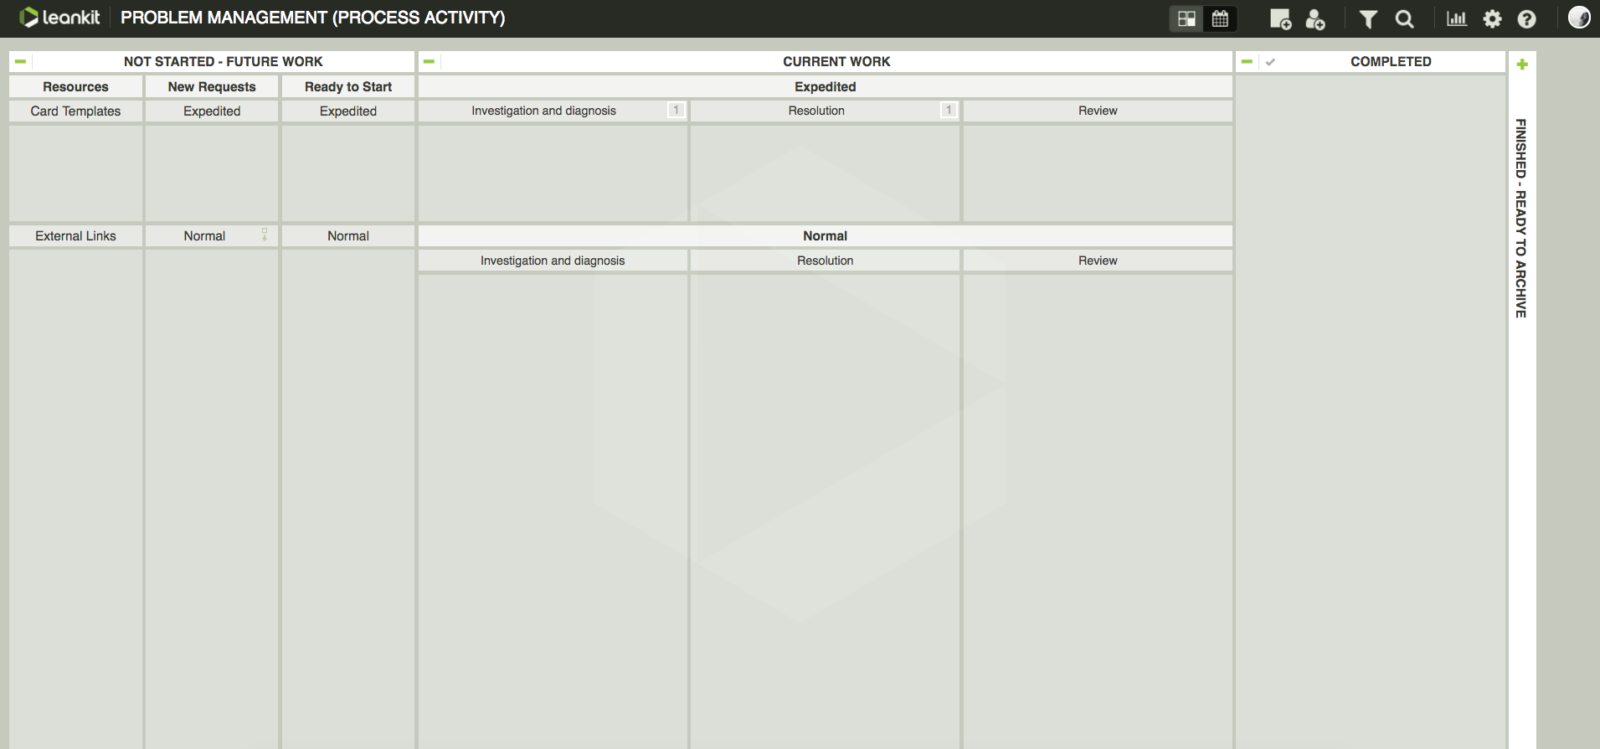 leankit PROBLEM MANAGEMENT (PROCESS ACTIVITY)
NOT STARTED - FUTURE WORK CURRENT WORK COMPLETED
Resources New Requests Ready to Start Expedited
Card Templates Expedited Expedited Investigation and diagnosis 1 Resolution 1 Review
External Links Normal Normal Normal
Investigation and diagnosis Resolution Review
FINISHED - READY TO ARCHIVE